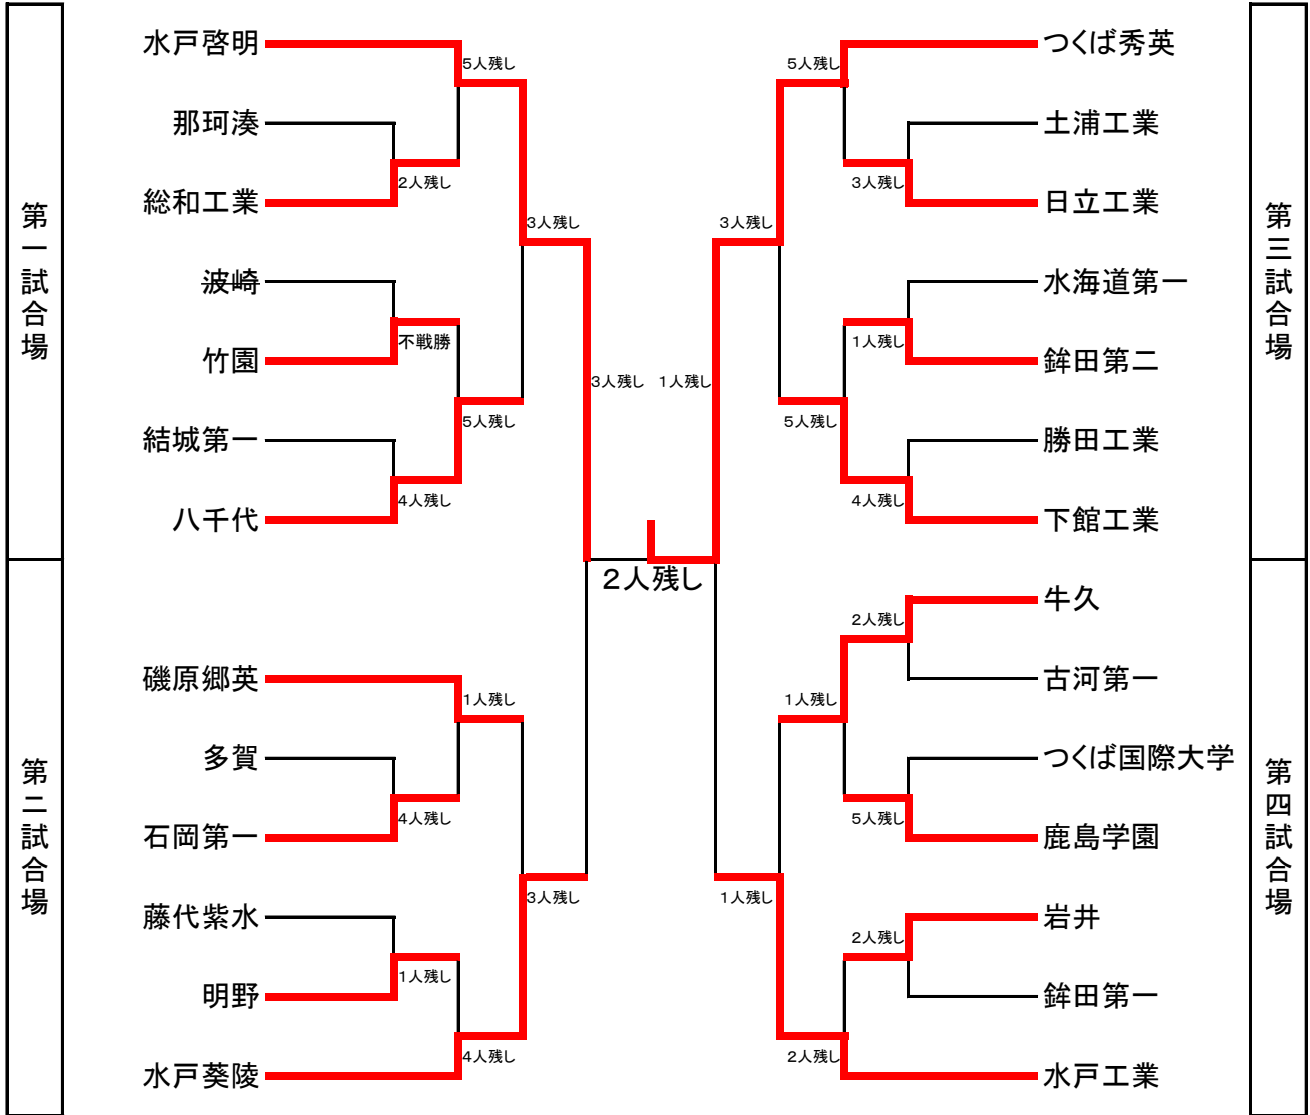 第一試合場
水戸啓明
那珂湊
総和工業
波崎
竹園
結城第一
八千代
5人残し
2人残し
3人残し
不戦勝
5人残し
4人残し
第二試合場
磯原郷英
多賀
石岡第一
藤代紫水
明野
水戸葵陵
1人残し
4人残し
3人残し
1人残し
4人残し
3人残し
1人残し
2人残し
第三試合場
つくば秀英
土浦工業
日立工業
水海道第一
鉾田第二
勝田工業
下館工業
5人残し
3人残し
3人残し
1人残し
5人残し
4人残し
第四試合場
牛久
古河第一
つくば国際大学
鹿島学園
岩井
鉾田第一
水戸工業
2人残し
1人残し
5人残し
1人残し
2人残し
2人残し